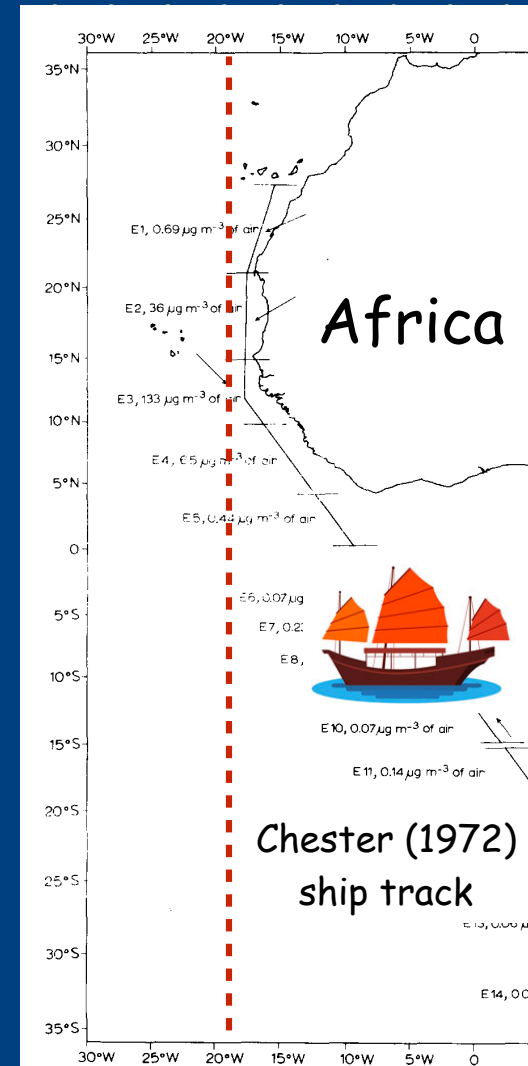 30°W 25°W 20°W 15°W 10°W 5°W 0
35°N
30°N
25°N
E1, 0.69 µg m⁻³ of air
20°N
E2, 36 µg m⁻³ of air
Africa
15°N
E3, 133 µg m⁻³ of air
10°N
E4, 65 µg m⁻³ of air
5°N
E5, 0.44 µg m⁻³ of air
0
E6, 0.07 µg
5°S
E7, 0.2
E8,
10°S
E10, 0.07 µg m⁻³ of air
15°S
E11, 0.14 µg m⁻³ of air
20°S
Chester (1972)
25°S
ship track
30°S
E14, 0.0
35°S
30°W 25°W 20°W 15°W 10°W 5°W 0